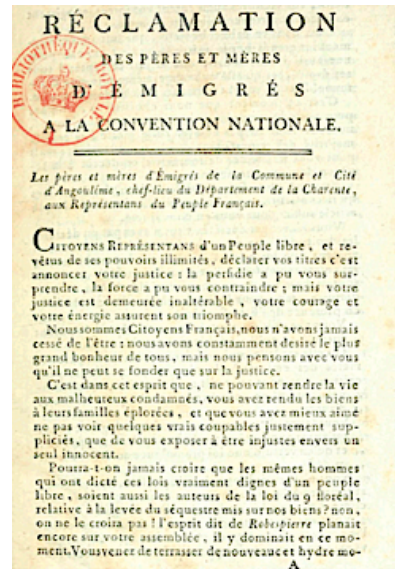 RÉCLAMATION
DES PÈRES ET MÈRES
D'ÉMIGRÉS
A LA CONVENTION NATIONALE.
BIBLIOTHÈQUE ROYALE
Les pères et mères d'Émigrés de la Commune et Cité
d'Angoulême, chef-lieu du Département de la Charente,
aux Représentans du Peuple Français.
CITOYENS REPRÉSENTANS d'un Peuple libre, et re-
vêtus de ses pouvoirs illimités, déclarer vos titres c'est
annoncer votre justice : la perfidie a pu vous sur-
prendre, la force a pu vous contraindre ; mais votre
justice est demeurée inaltérable, votre courage et
votre énergie assurent son triomphe.
Nous sommes Citoyens Français, nous n'avons jamais
cessé de l'être : nous avons constamment desiré le plus
grand bonheur de tous, mais nous pensons avec vous
qu'il ne peut se fonder que sur la justice.
C'est dans cet esprit que, ne pouvant rendre la vie
aux malheureux condamnés, vous avez rendu les biens
à leurs familles éplorées, et que vous avez mieux aimé
ne pas voir quelques vrais coupables justement sup-
pliciés, que de vous exposer à être injustes envers un
seul innocent.
Pourra-t-on jamais croire que les mêmes hommes
qui ont dicté ces lois vraiment dignes d'un peuple
libre, soient aussi les auteurs de la loi du 9 floréal,
relative à la levée du séquestre mis sur nos biens ? non,
on ne le croira pas ! l'esprit dit de Robespierre planait
encore sur votre assemblée, il y dominait en ce mo-
ment. Vous venez de terrasser de nouveau cet hydre mo-
A